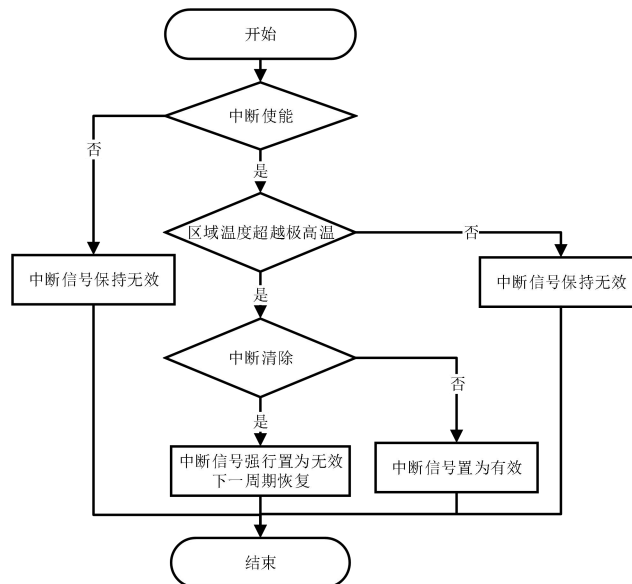 开始
中断使能
否
是
区域温度超越极高温
否
中断信号保持无效
是
中断信号保持无效
中断清除
否
是
中断信号强行置为无效
下一周期恢复
中断信号置为有效
结束